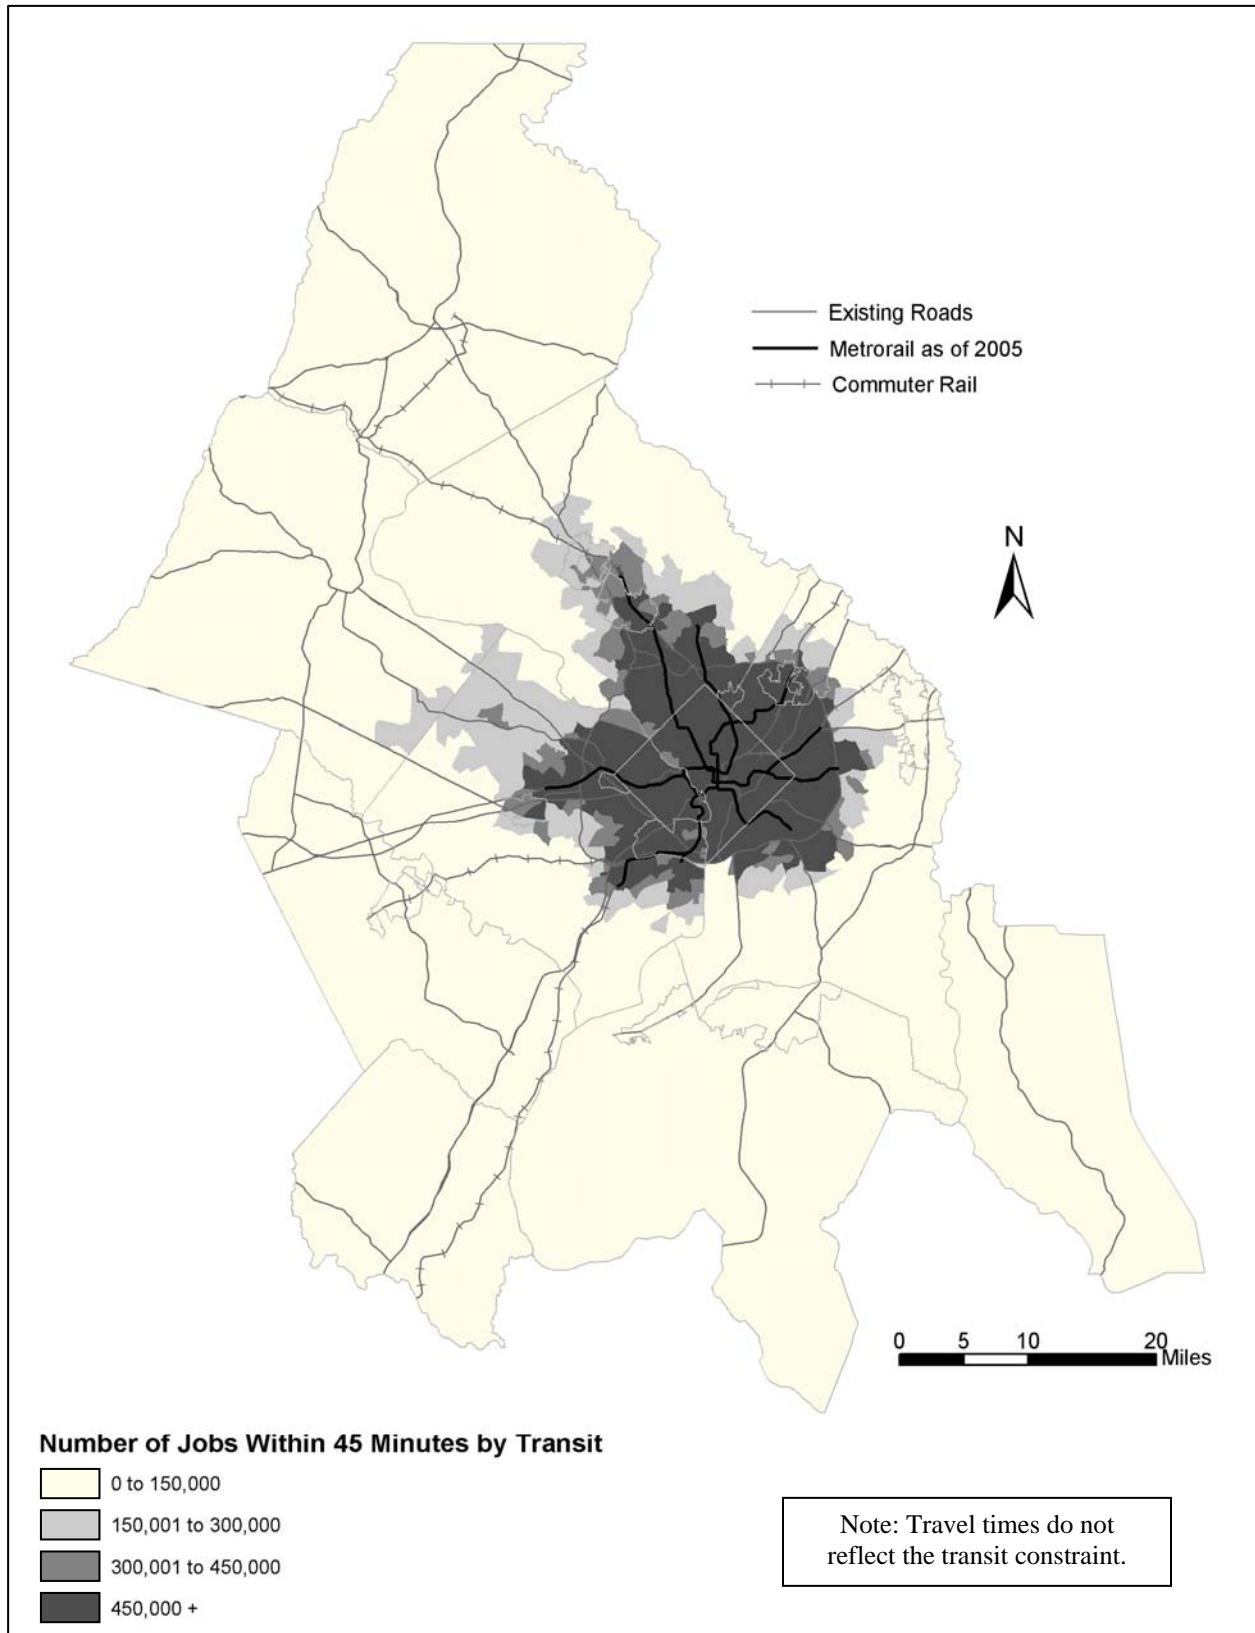 Existing Roads
Metrorail as of 2005
Commuter Rail
N
0 5 10 20
Miles
Number of Jobs Within 45 Minutes by Transit
0 to 150,000
150,001 to 300,000
300,001 to 450,000
450,000 +
Note: Travel times do not
reflect the transit constraint.